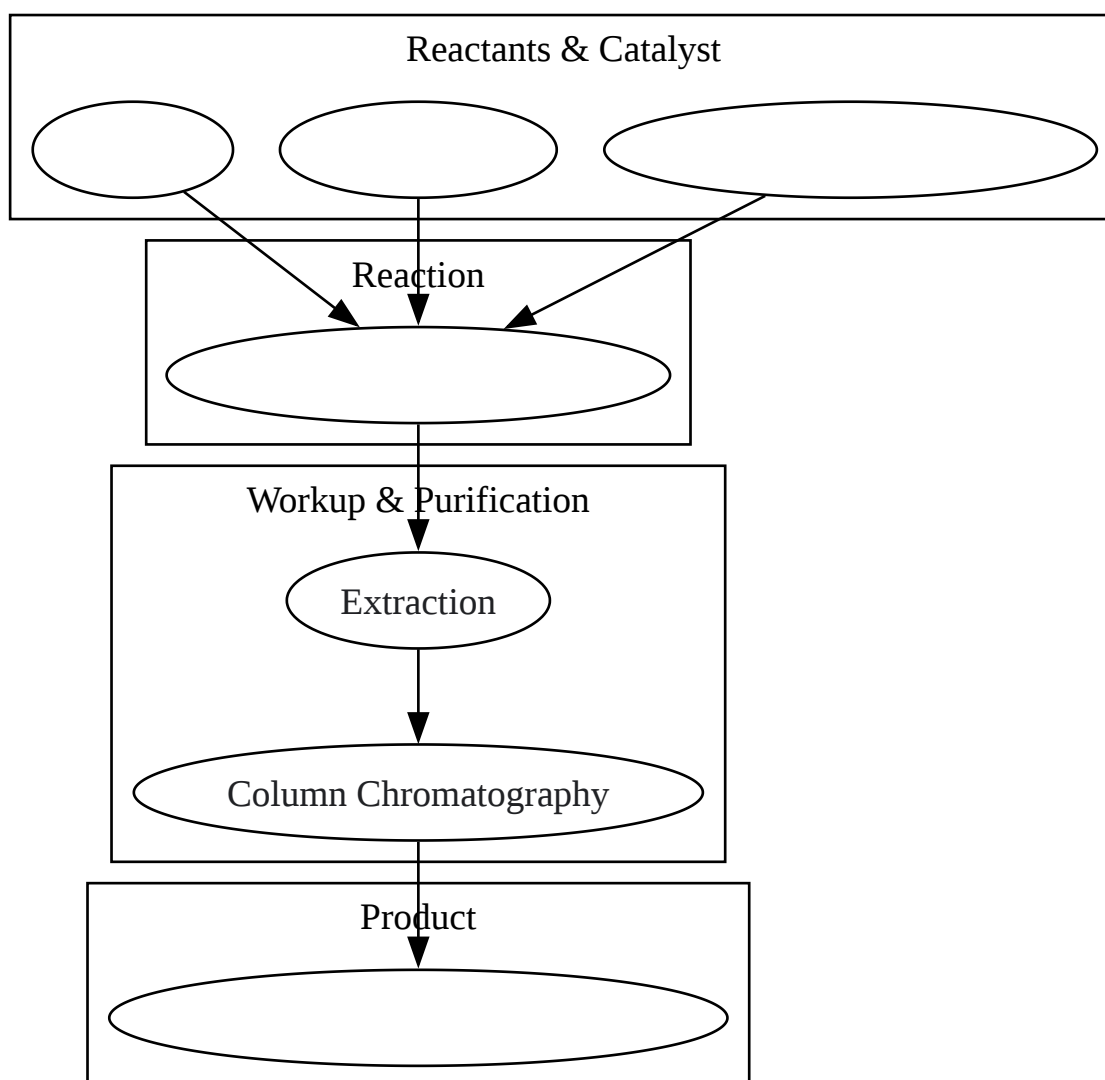 Reactants & Catalyst
Reaction
Workup & Purification
Extraction
Column Chromatography
Product